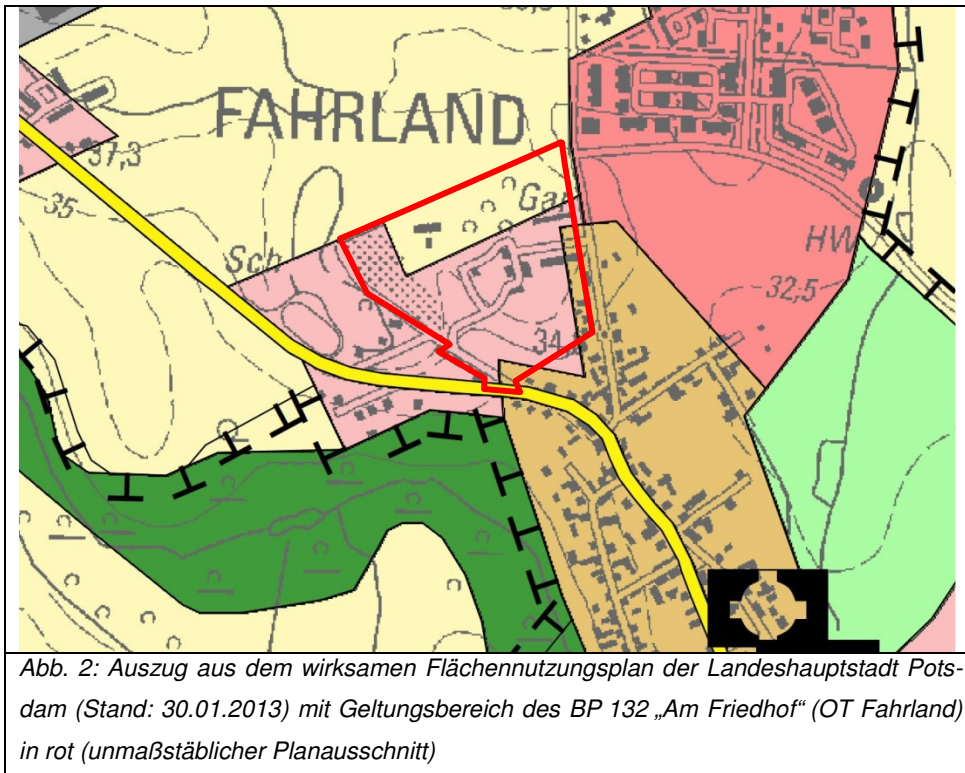 FAHRLAND
37,3
35
Gar
Sch
HW
32,5
34
Abb. 2: Auszug aus dem wirksamen Flächennutzungsplan der Landeshauptstadt Pots-
dam (Stand: 30.01.2013) mit Geltungsbereich des BP 132 „Am Friedhof“ (OT Fahrland)
in rot (unmaßstäblicher Planausschnitt)